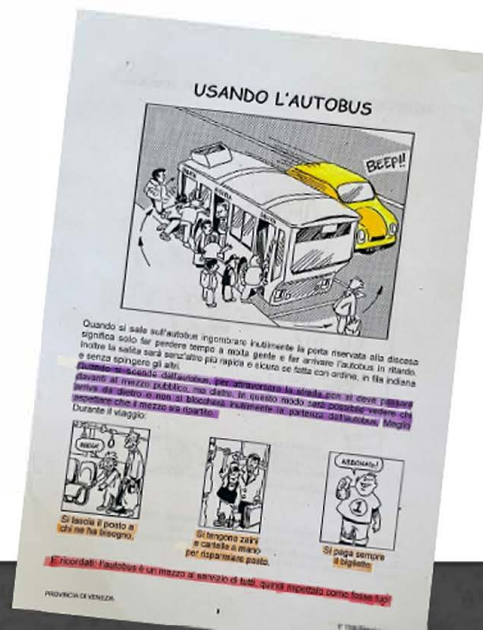 USANDO L'AUTOBUS
BEEP!!
Quando si sale sull'autobus ingombrare inutilmente la porta riservata alla discesa
significa solo far perdere tempo a molta gente e far arrivare l'autobus in ritardo.
Inoltre la salita sarà senz'altro più rapida e sicura se fatta con ordine, in fila indiana
e senza spingere gli altri.
Quando si scende dall'autobus, per attraversare la strada non si deve passare
davanti al mezzo pubblico, ma dietro. In questo modo sarà possibile vedere chi
arriva da dietro e non si bloccherà inutilmente la partenza dell'autobus. Meglio
aspettare che il mezzo sia ripartito.
Durante il viaggio:
PREGO!
ABBONATO!
1
Si lascia il posto a
chi ne ha bisogno.
Si tengono zaini
e cartelle a mano
per risparmiare posto.
Si paga sempre
il biglietto.
E ricordati: l'autobus è un mezzo al servizio di tutti, quindi rispettalo come fosse tuo!
PROVINCIA DI VENEZIA